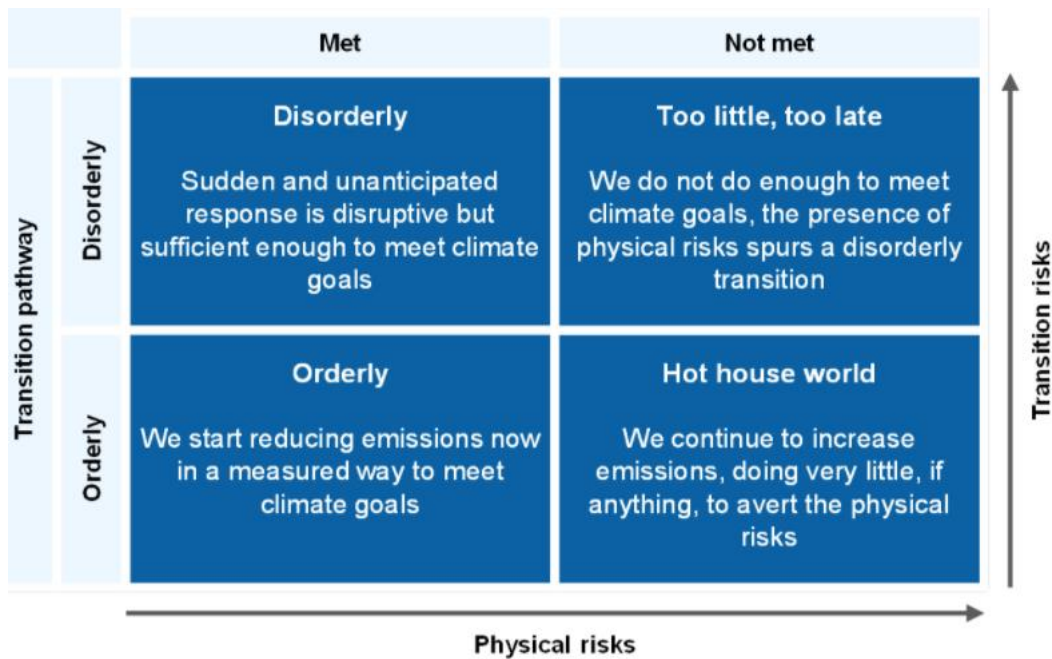 Met
Not met
Transition pathway
Disorderly
Disorderly
Sudden and unanticipated
response is disruptive but
sufficient enough to meet climate
goals
Too little, too late
We do not do enough to meet
climate goals, the presence of
physical risks spurs a disorderly
transition
Orderly
Orderly
We start reducing emissions now
in a measured way to meet
climate goals
Hot house world
We continue to increase
emissions, doing very little, if
anything, to avert the physical
risks
Transition risks
Physical risks